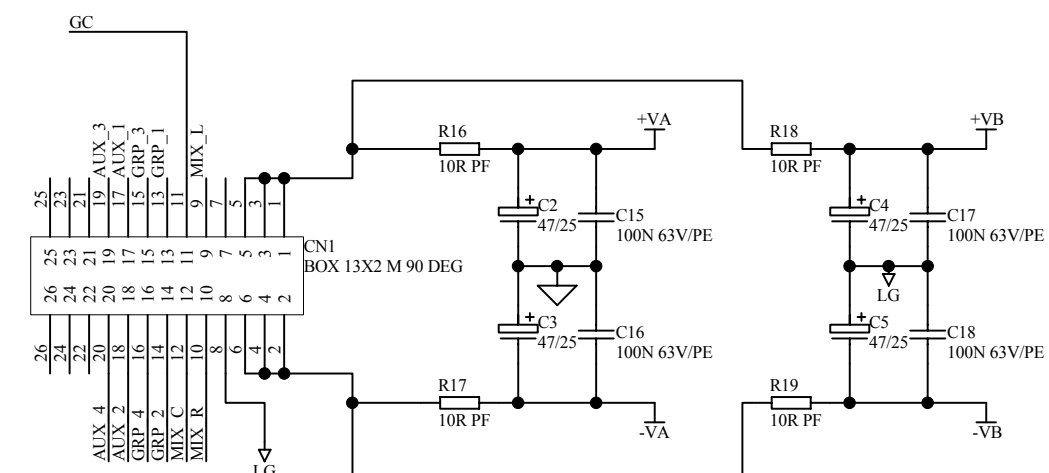 GC
+VA
+VB
R16
10R PF
R18
10R PF
AUX_3
AUX_1
GRP_3
GRP_1
MIX_L
25
23
21
19
17
15
13
11
9
7
5
3
1
+
C2
47/25
C15
100N 63V/PE
+
C4
47/25
C17
100N 63V/PE
25
23
21
19
17
15
13
11
9
7
5
3
1
CN1
BOX 13X2 M 90 DEG
26
24
22
20
18
16
14
12
10
8
6
4
2
LG
+
C3
47/25
C16
100N 63V/PE
+
C5
47/25
C18
100N 63V/PE
26
24
22
20
18
16
14
12
10
8
6
4
2
R17
10R PF
-VA
R19
10R PF
-VB
AUX_4
AUX_2
GRP_4
GRP_2
MIX_C
MIX_R
LG